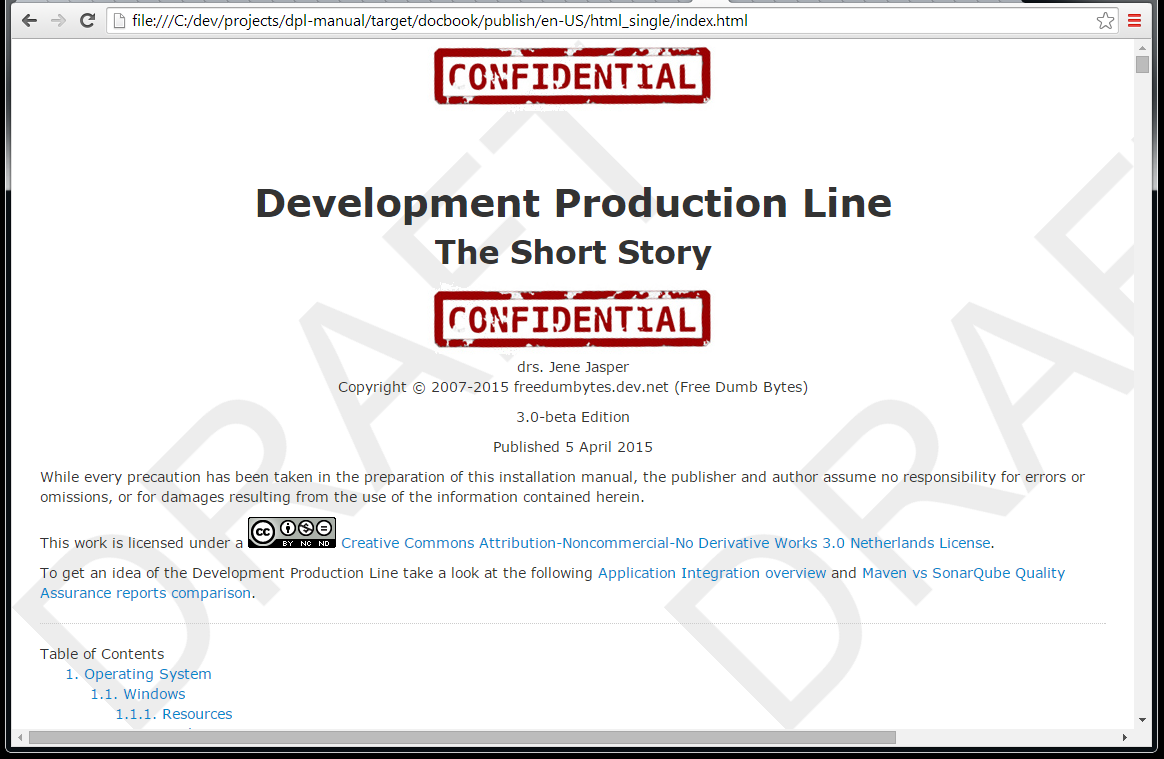 file:///C:/dev/projects/dpl-manual/target/docbook/publish/en-US/html_single/index.html
CONFIDENTIAL
DRAFT
DRAF
Development Production Line
The Short Story
CONFIDENTIAL
drs. Jene Jasper
Copyright © 2007-2015 freedumbytes.dev.net (Free Dumb Bytes)
3.0-beta Edition
Published 5 April 2015
While every precaution has been taken in the preparation of this installation manual, the publisher and author assume no responsibility for errors or
omissions, or for damages resulting from the use of the information contained herein.
This work is licensed under a cc BY NC ND Creative Commons Attribution-Noncommercial-No Derivative Works 3.0 Netherlands License.
To get an idea of the Development Production Line take a look at the following Application Integration overview and Maven vs SonarQube Quality
Assurance reports comparison.
Table of Contents
1. Operating System
1.1. Windows
1.1.1. Resources